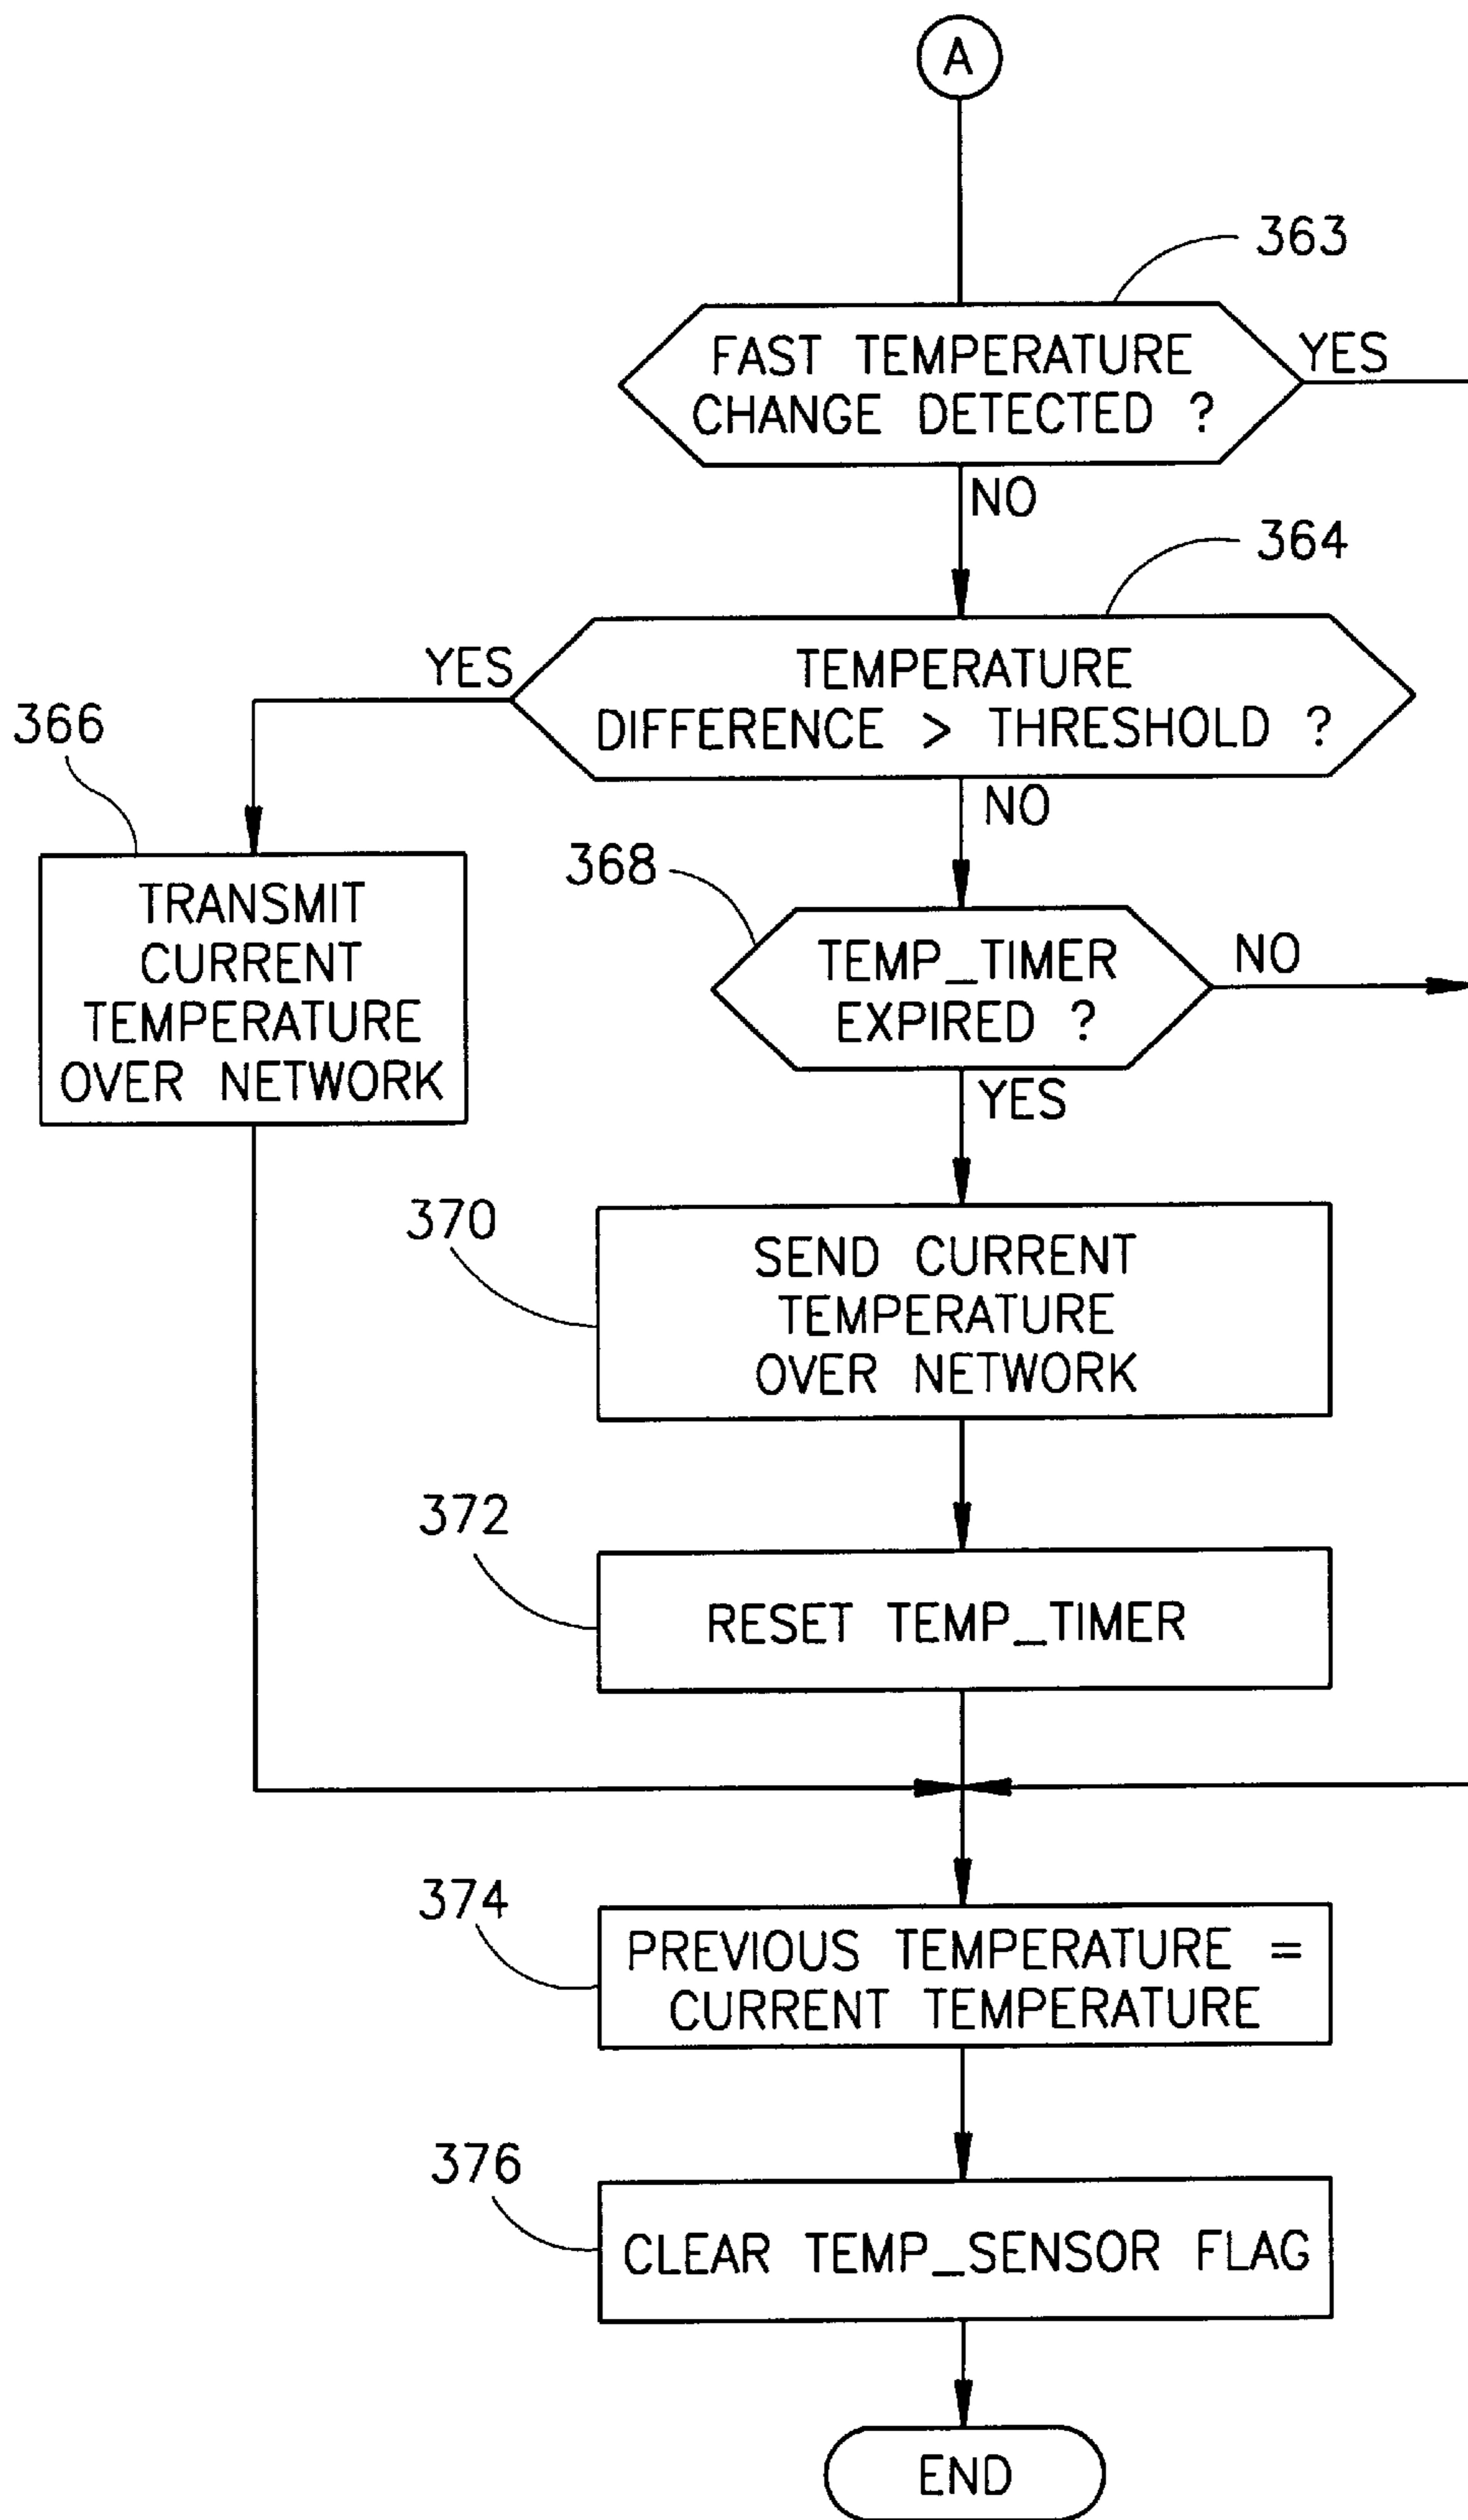 A
363
FAST TEMPERATURE
CHANGE DETECTED ?
YES
NO
364
TEMPERATURE
DIFFERENCE > THRESHOLD ?
YES
NO
366
TRANSMIT
CURRENT
TEMPERATURE
OVER NETWORK
368
TEMP_TIMER
EXPIRED ?
NO
YES
370
SEND CURRENT
TEMPERATURE
OVER NETWORK
372
RESET TEMP_TIMER
374
PREVIOUS TEMPERATURE =
CURRENT TEMPERATURE
376
CLEAR TEMP_SENSOR FLAG
END